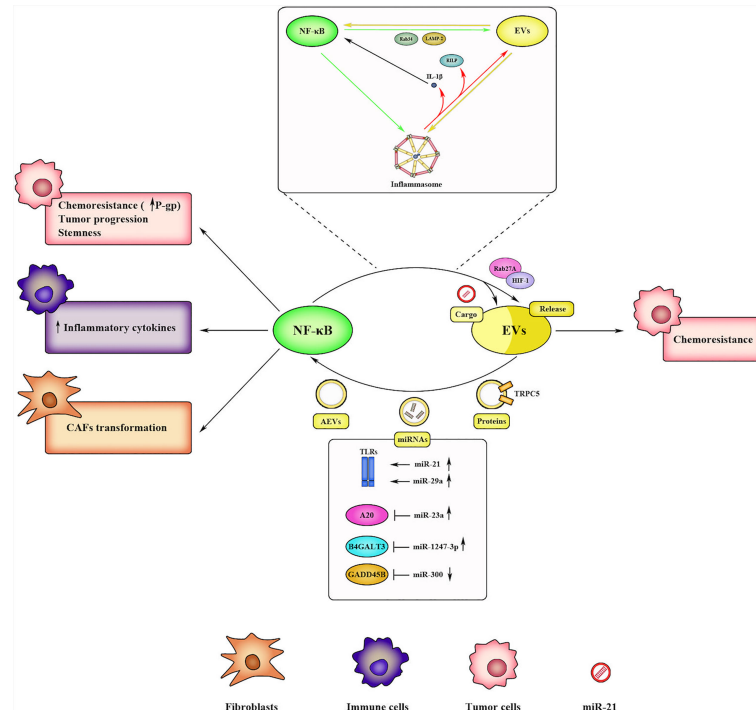 NF-κB
EVs
Rab34
LAMP-2
RILP
IL-1β
Inflammasome
Chemoresistance ( P-gp)
Tumor progression
Stemness
Inflammatory cytokines
CAFs transformation
NF-κB
Rab27A
HIF-1
Cargo
Release
EVs
Chemoresistance
AEVs
miRNAs
Proteins
TRPC5
TLRs
miR-21
miR-29a
A20
miR-23a
B4GALT3
miR-1247-3p
GADD45B
miR-300
Fibroblasts
Immune cells
Tumor cells
miR-21